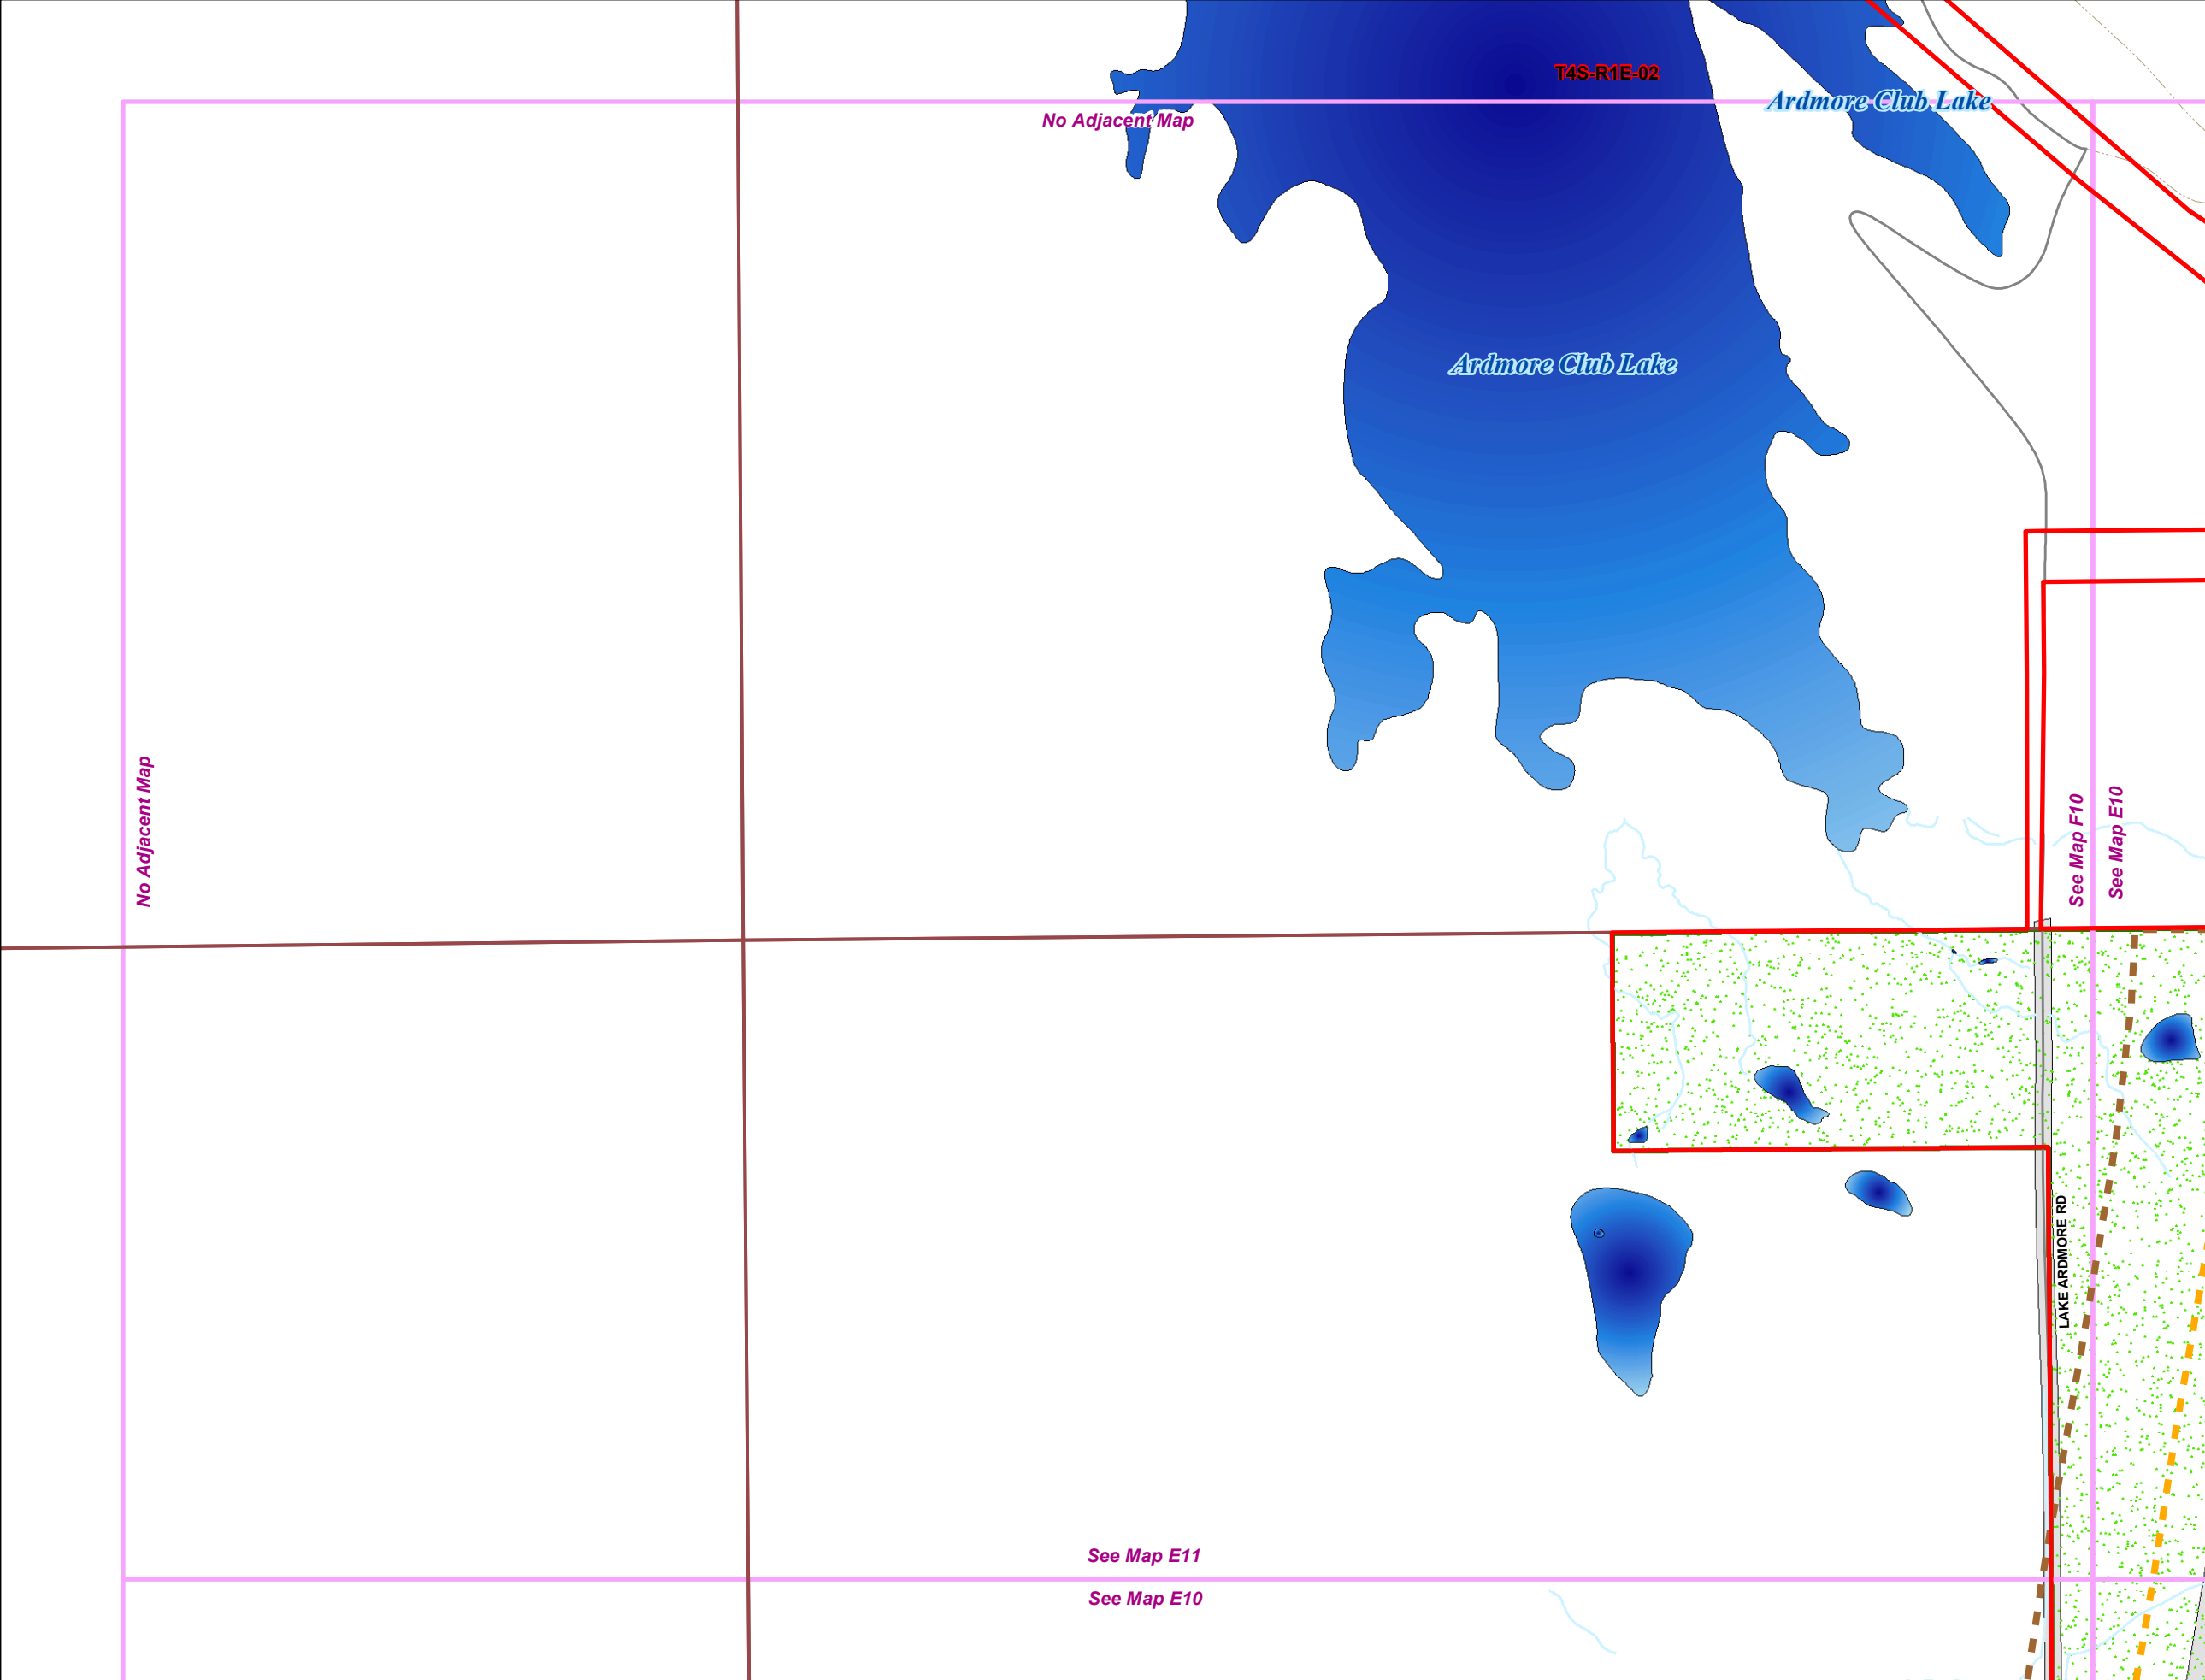 T4S-R1E-02
Ardmore Club Lake
No Adjacent Map
Ardmore Club Lake
No Adjacent Map
See Map F10
See Map E10
LAKE ARDMORE RD
See Map E11
See Map E10